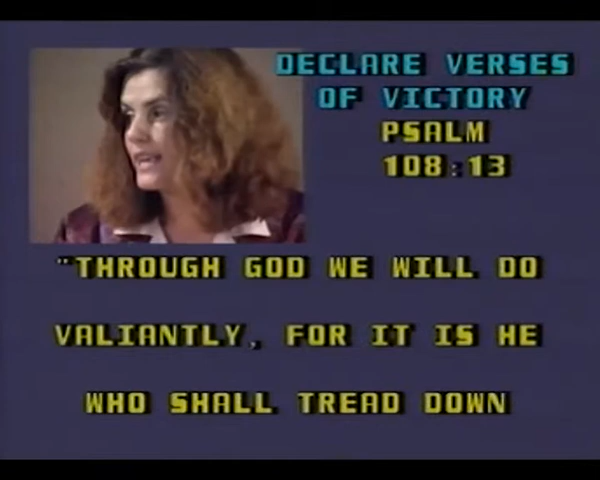 DECLARE VERSES
OF VICTORY
PSALM
108:13
"THROUGH GOD WE WILL DO
VALIANTLY, FOR IT IS HE
WHO SHALL TREAD DOWN